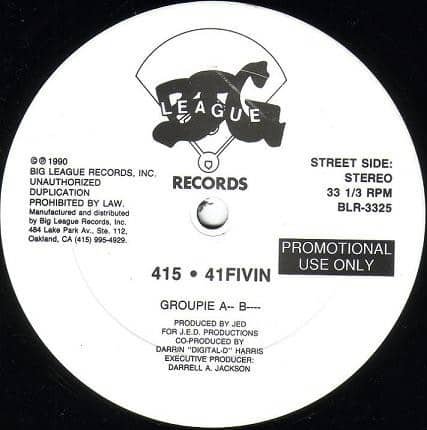 BIG
LEAGUE
RECORDS
℗ © 1990
BIG LEAGUE RECORDS, INC.
UNAUTHORIZED
DUPLICATION
PROHIBITED BY LAW.
Manufactured and distributed
by Big League Records, Inc.
484 Lake Park Av., Ste. 112,
Oakland, CA (415) 995-4929.
STREET SIDE:
STEREO
33 1/3 RPM
BLR-3325
PROMOTIONAL
USE ONLY
415 • 41FIVIN
GROUPIE A-- B----
PRODUCED BY JED
FOR J.E.D. PRODUCTIONS
CO-PRODUCED BY
DARRIN "DIGITAL-D" HARRIS
EXECUTIVE PRODUCER:
DARRELL A. JACKSON